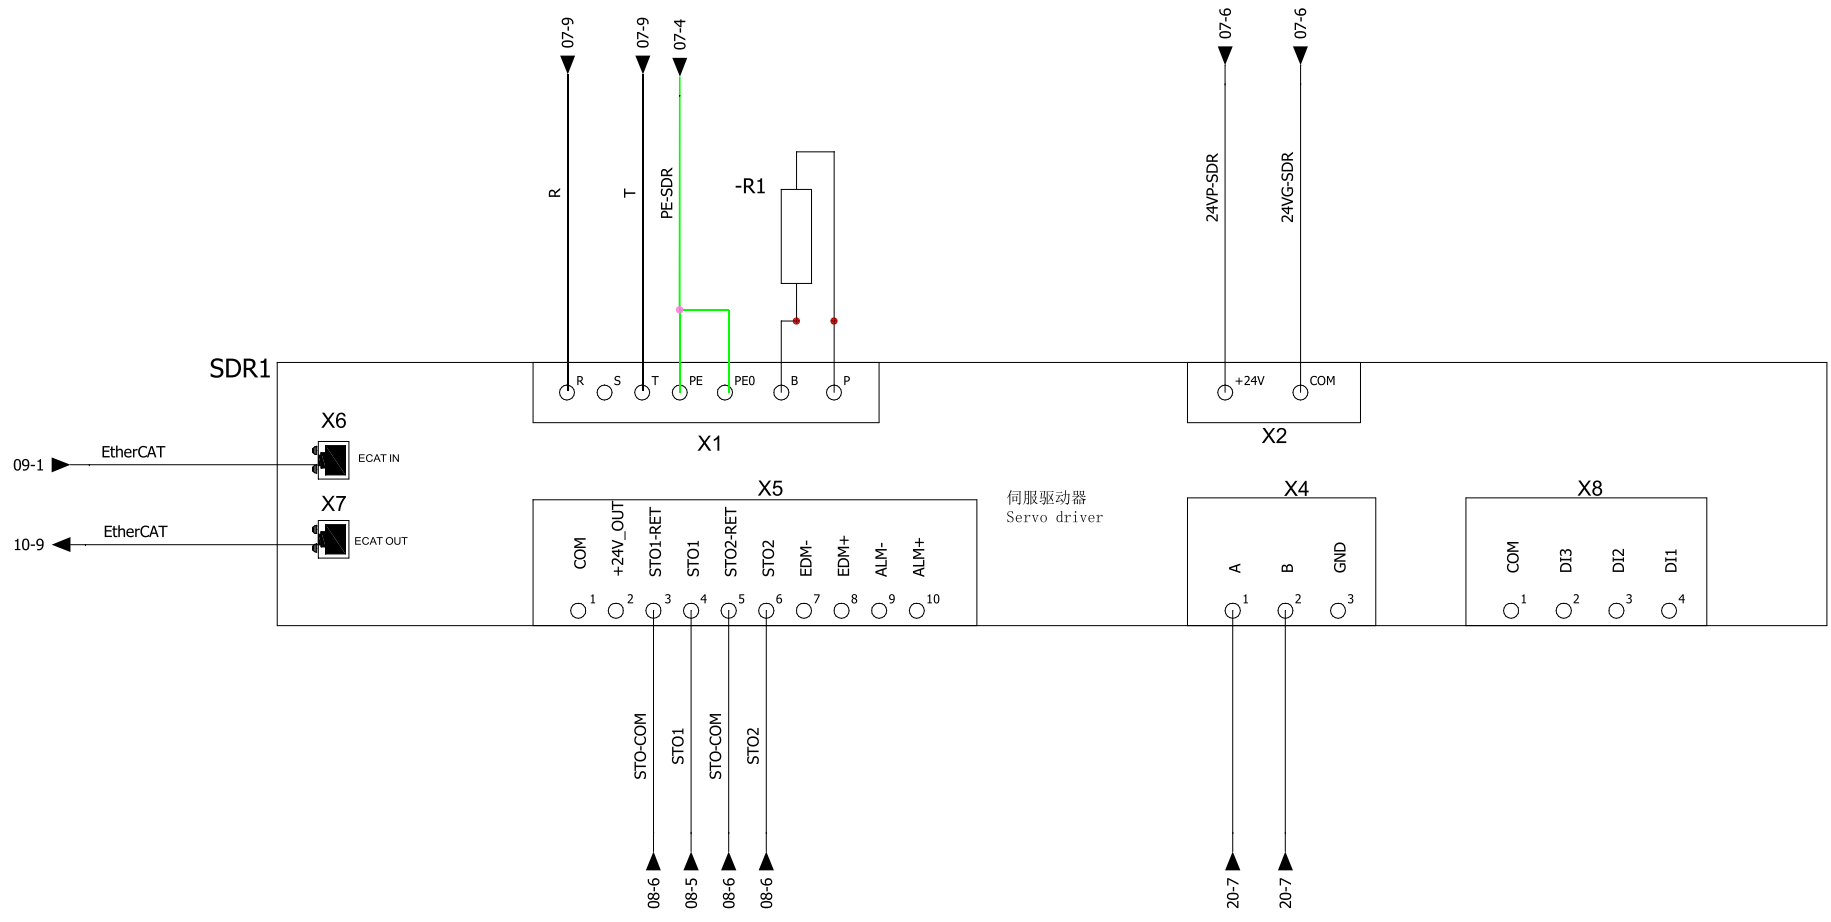 07-9
07-9
07-4
07-6
07-6
R
T
PE-SDR
-R1
24VP-SDR
24VG-SDR
SDR1
R
S
T
PE
PE0
B
P
+24V
COM
X1
X2
X6
ECAT IN
09-1
EtherCAT
X7
ECAT OUT
10-9
EtherCAT
X5
伺服驱动器
Servo driver
X4
X8
COM
+24V_OUT
STO1-RET
STO1
STO2-RET
STO2
EDM-
EDM+
ALM-
ALM+
A
B
GND
COM
DI3
DI2
DI1
1
2
3
4
5
6
7
8
9
10
1
2
3
1
2
3
4
STO-COM
STO1
STO-COM
STO2
08-6
08-5
08-6
08-6
20-7
20-7